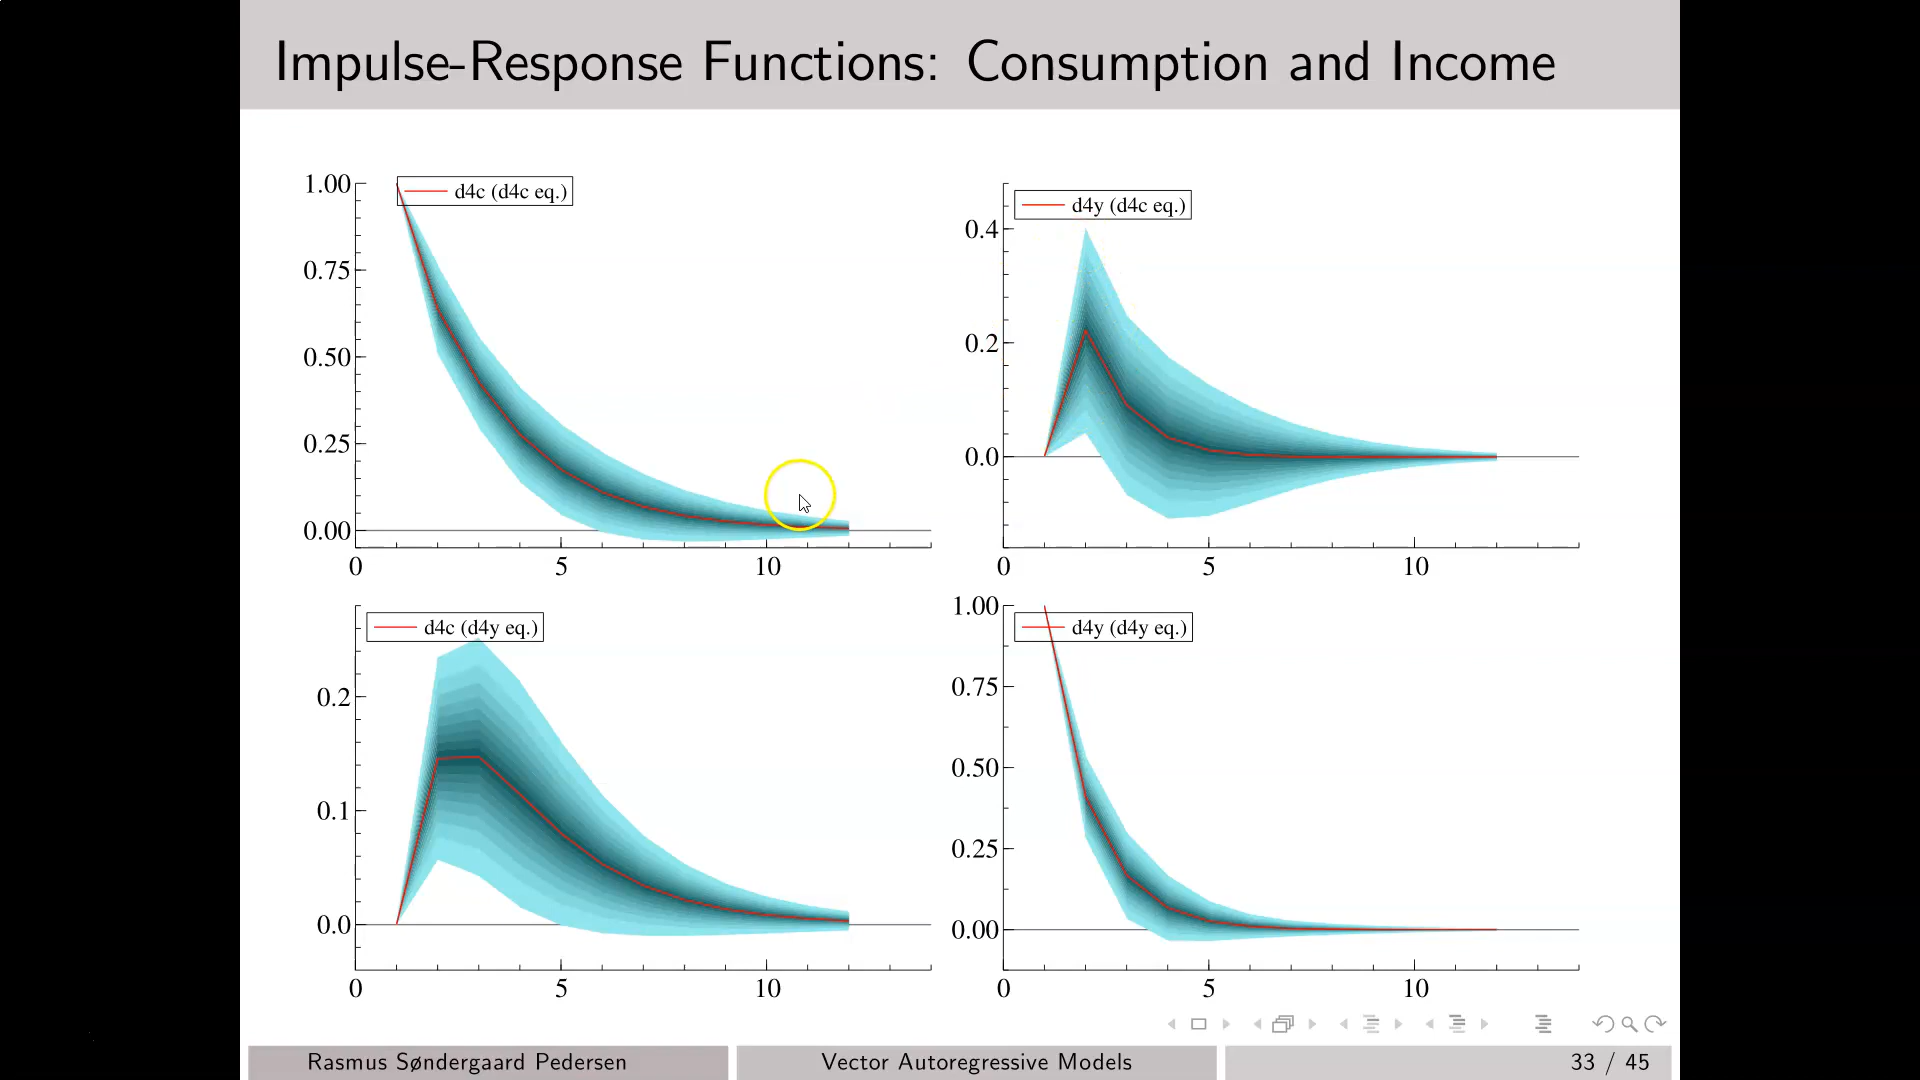 Impulse-Response Functions: Consumption and Income
1.00
0.75
0.50
0.25
0.00
0 5 10
d4c (d4c eq.)
0.4
0.2
0.0
0 5 10
d4y (d4c eq.)
0.2
0.1
0.0
0 5 10
d4c (d4y eq.)
1.00
0.75
0.50
0.25
0.00
0 5 10
d4y (d4y eq.)
Rasmus Søndergaard Pedersen
Vector Autoregressive Models
33 / 45